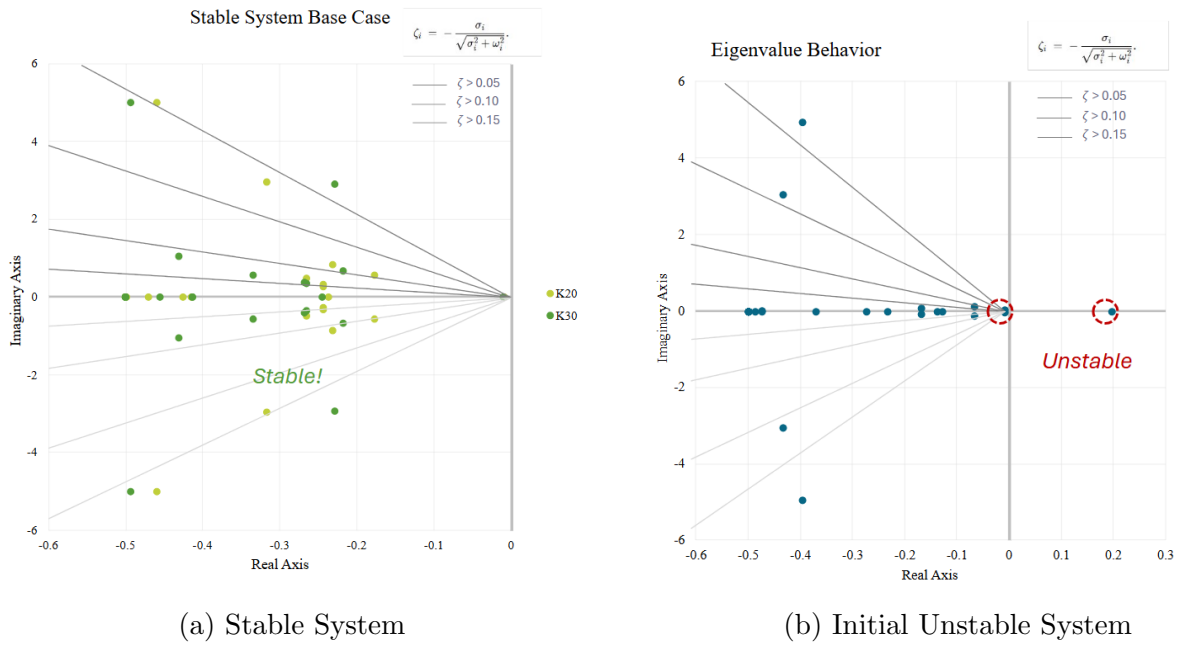 Stable System Base Case
ζᵢ = − σᵢ / √(σᵢ² + ωᵢ²).
ζ > 0.05
ζ > 0.10
ζ > 0.15
Imaginary Axis
6
4
2
0
-2
-4
-6
-0.6 -0.5 -0.4 -0.3 -0.2 -0.1 0
Real Axis
Stable!
K20
K30
(a) Stable System
Eigenvalue Behavior
ζᵢ = − σᵢ / √(σᵢ² + ωᵢ²).
ζ > 0.05
ζ > 0.10
ζ > 0.15
Imaginary Axis
6
4
2
0
-2
-4
-6
-0.6 -0.5 -0.4 -0.3 -0.2 -0.1 0 0.1 0.2 0.3
Real Axis
Unstable
(b) Initial Unstable System